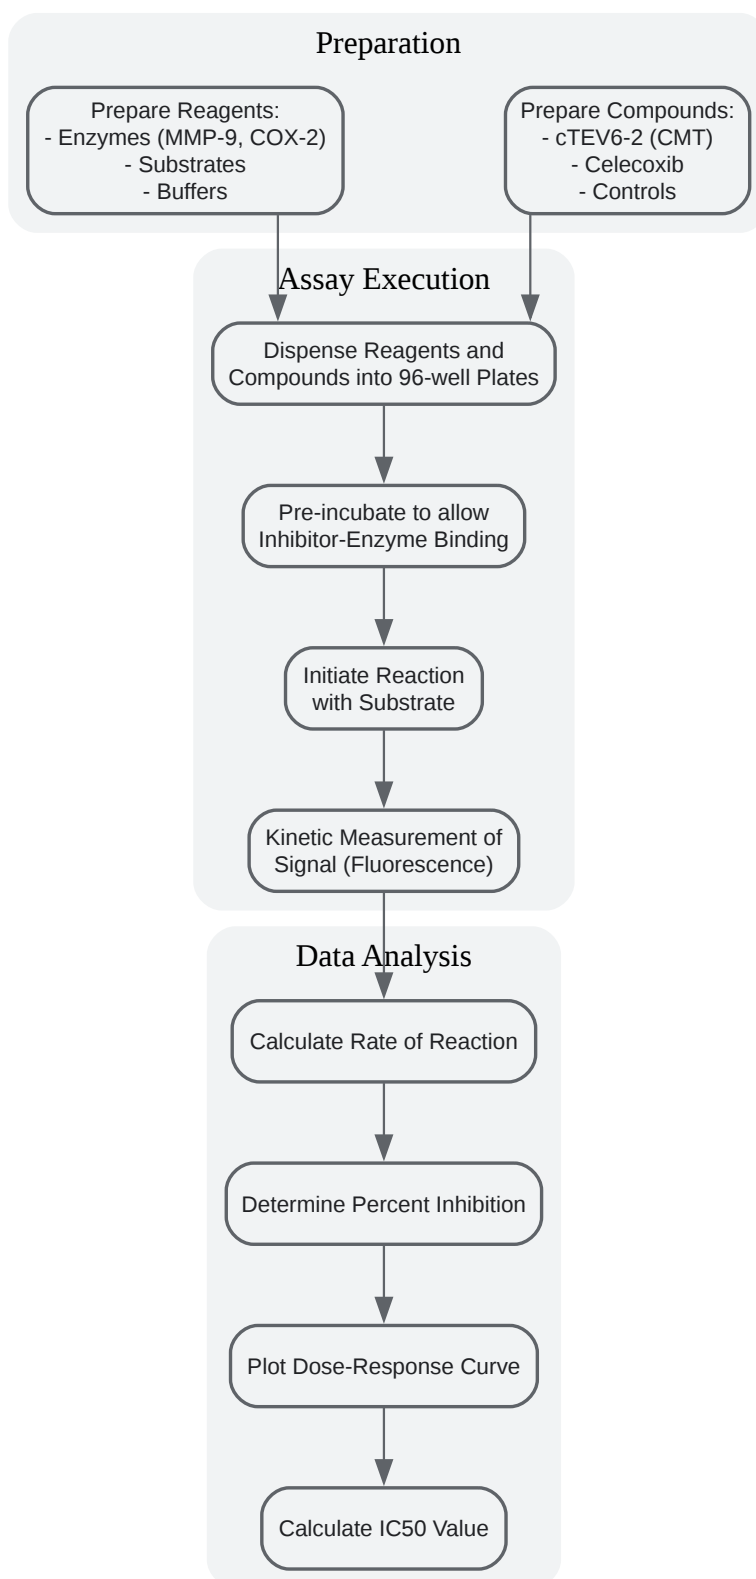 Preparation
Prepare Reagents:
- Enzymes (MMP-9, COX-2)
- Substrates
- Buffers
Prepare Compounds:
- cTEV6-2 (CMT)
- Celecoxib
- Controls
Assay Execution
Dispense Reagents and
Compounds into 96-well Plates
Pre-incubate to allow
Inhibitor-Enzyme Binding
Initiate Reaction
with Substrate
Kinetic Measurement of
Signal (Fluorescence)
Data Analysis
Calculate Rate of Reaction
Determine Percent Inhibition
Plot Dose-Response Curve
Calculate IC50 Value